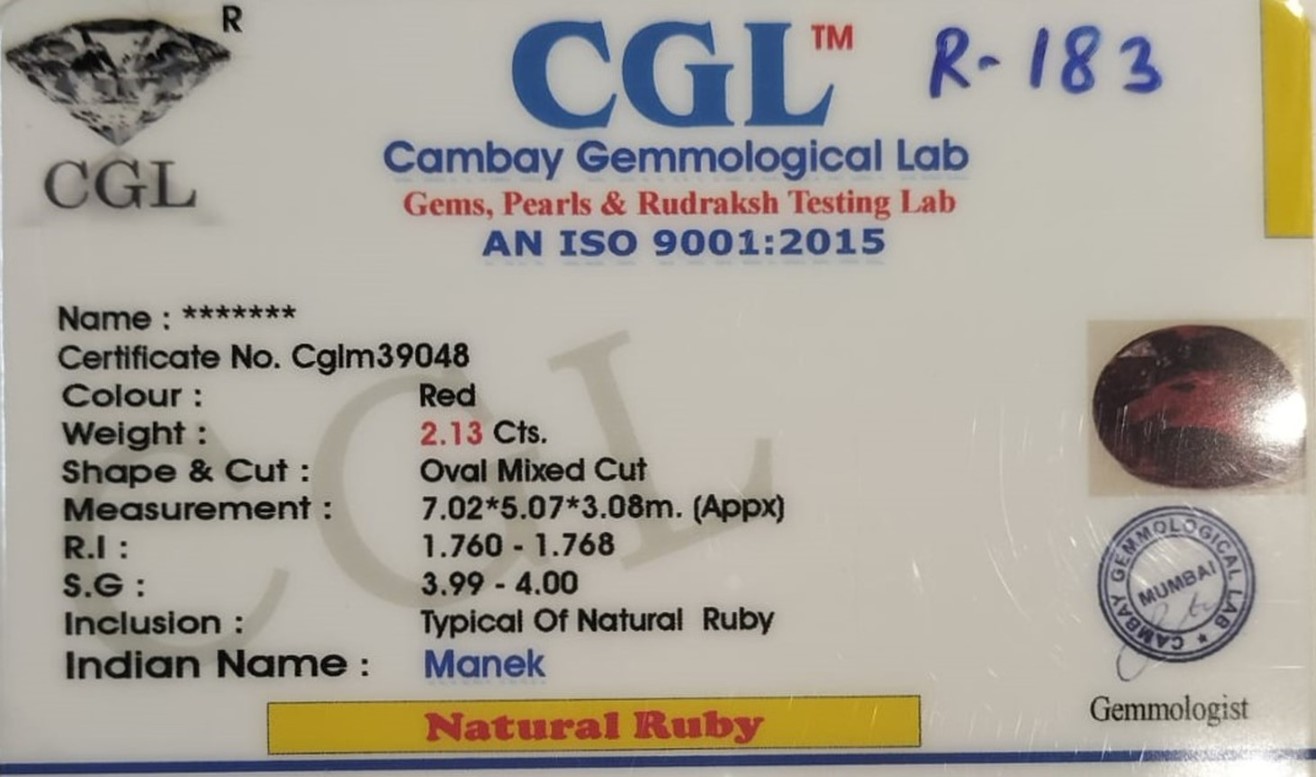 R
CGL
CGL™
R-183
Cambay Gemmological Lab
Gems, Pearls & Rudraksh Testing Lab
AN ISO 9001:2015
Name : *******
Certificate No. Cglm39048
Colour : Red
Weight : 2.13 Cts.
Shape & Cut : Oval Mixed Cut
Measurement : 7.02*5.07*3.08m. (Appx)
R.I : 1.760 - 1.768
S.G : 3.99 - 4.00
Inclusion : Typical Of Natural Ruby
Indian Name : Manek
Natural Ruby
CGL
CAMBAY GEMMOLOGICAL LAB ★
MUMBAI
Gemmologist